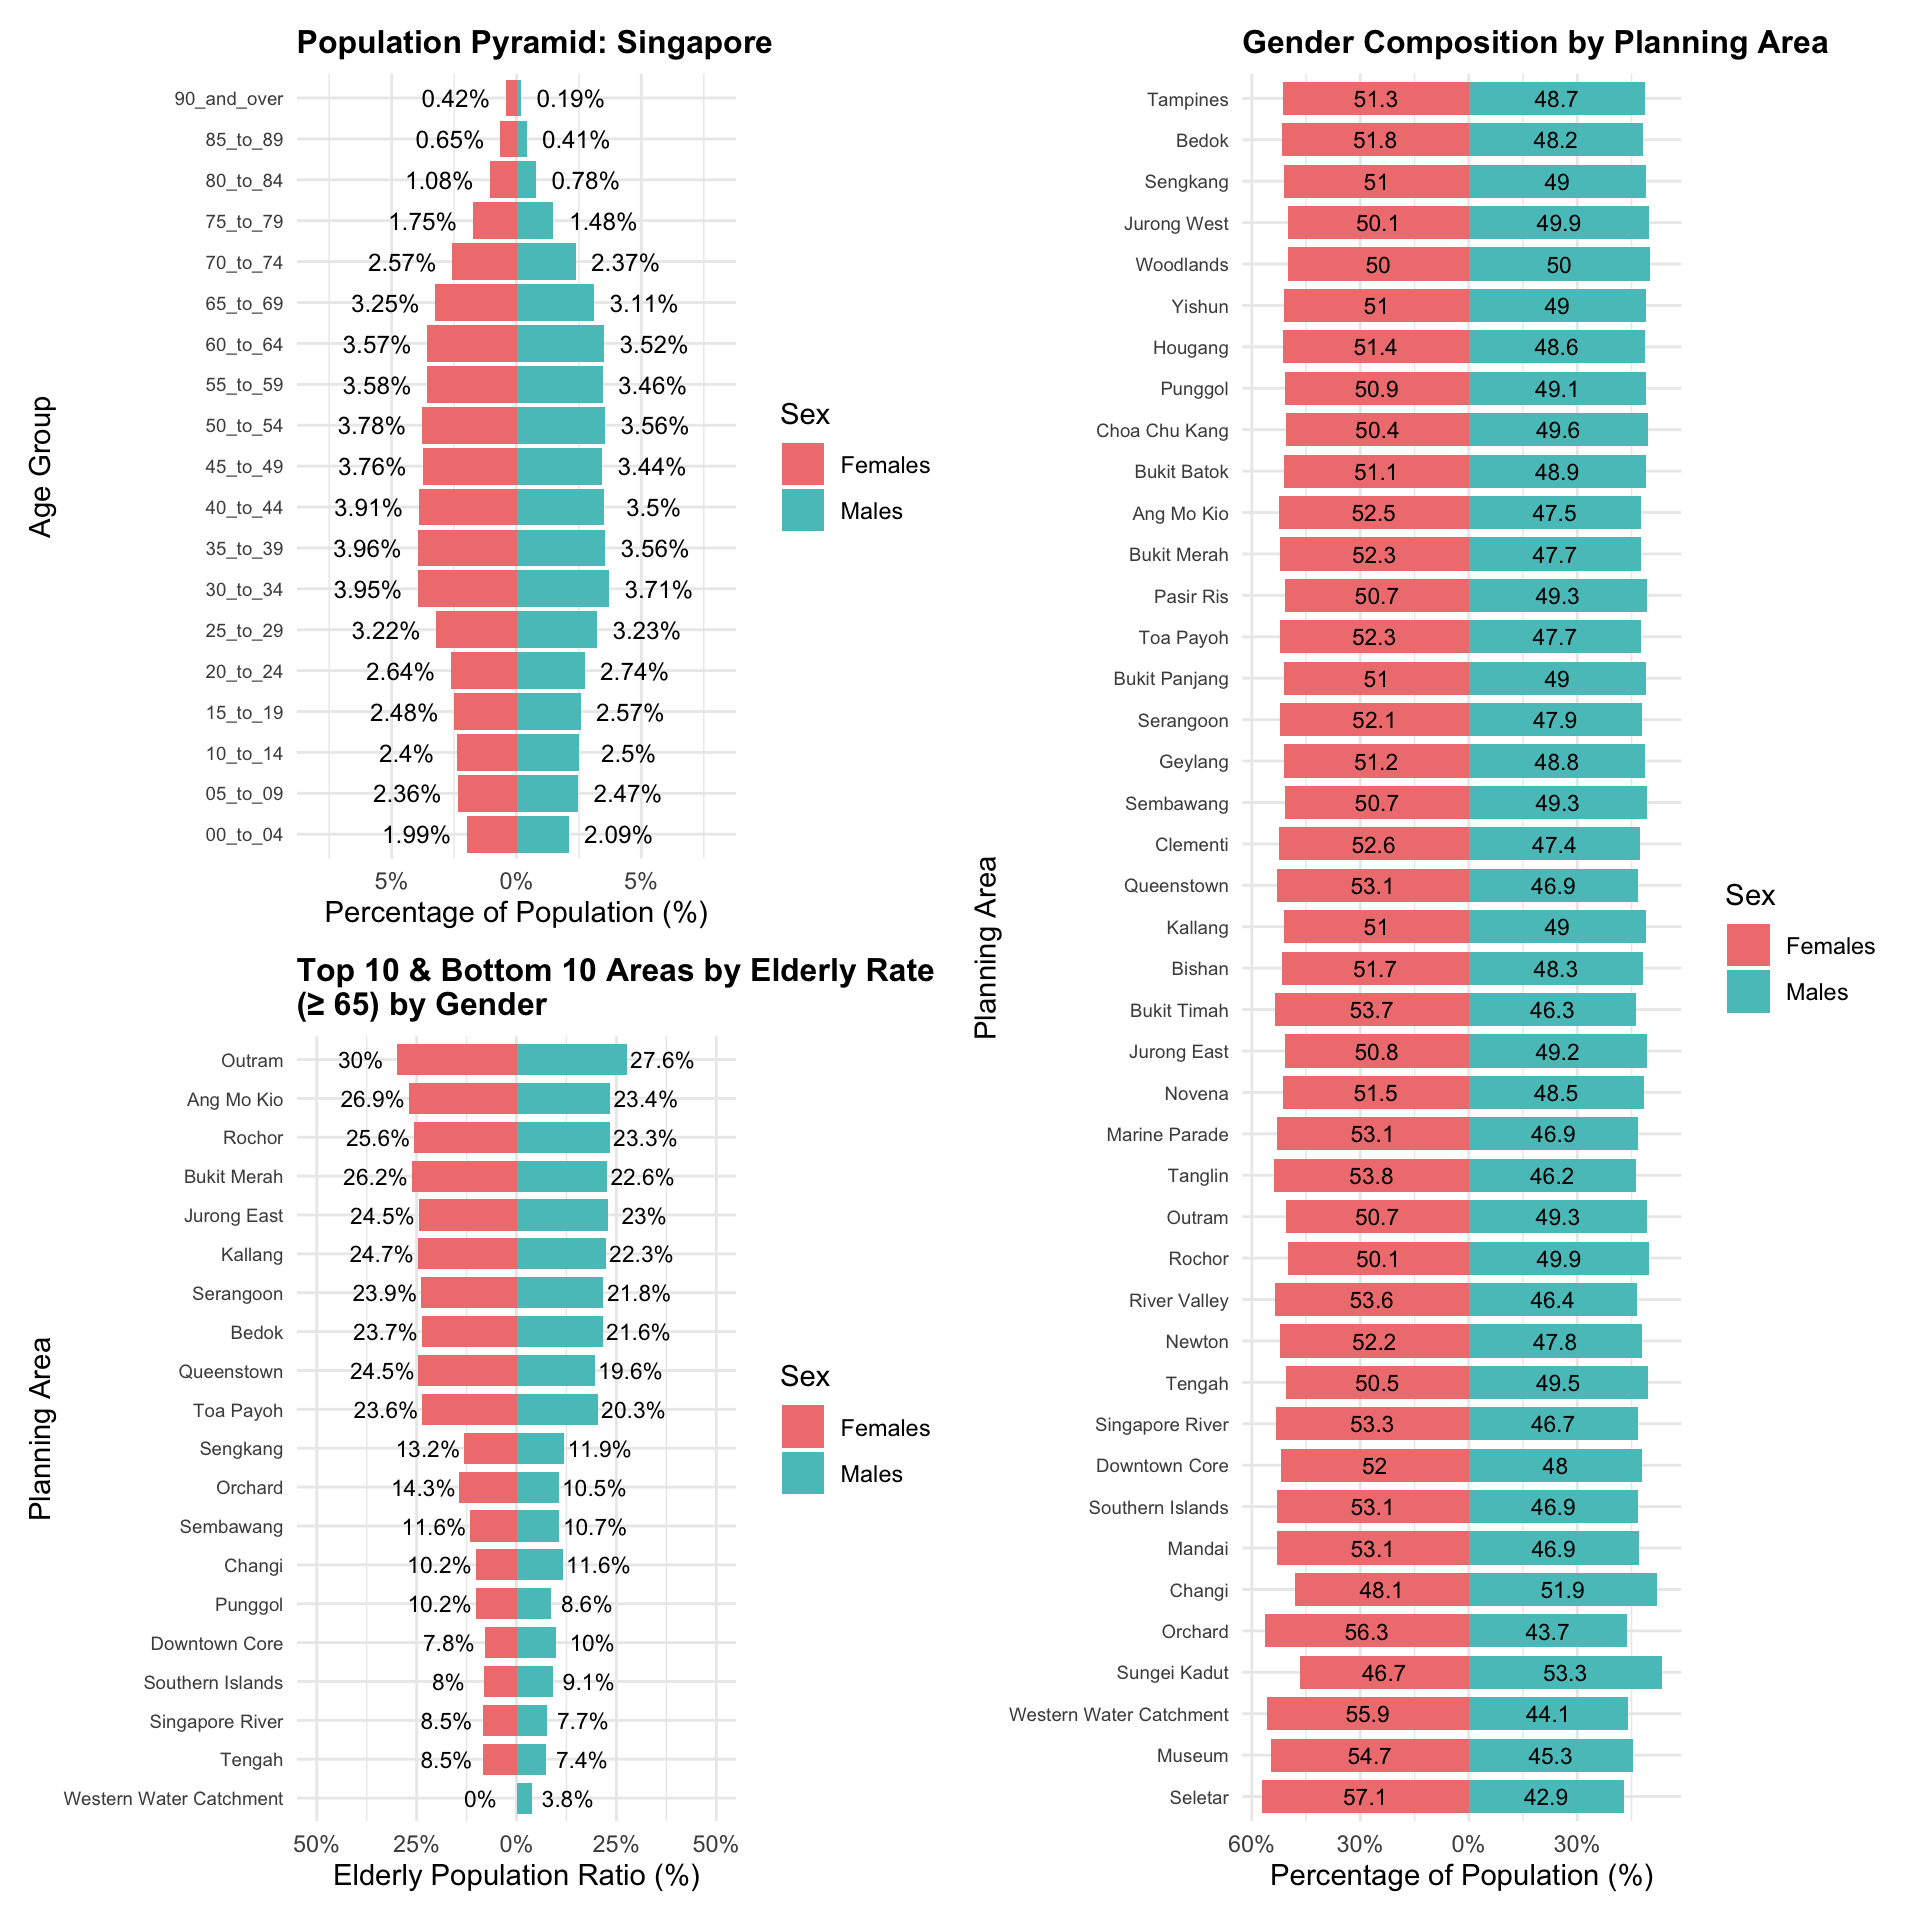 Population Pyramid: Singapore
Age Group
90_and_over 0.42% 0.19%
85_to_89 0.65% 0.41%
80_to_84 1.08% 0.78%
75_to_79 1.75% 1.48%
70_to_74 2.57% 2.37%
65_to_69 3.25% 3.11%
60_to_64 3.57% 3.52%
55_to_59 3.58% 3.46%
50_to_54 3.78% 3.56%
45_to_49 3.76% 3.44%
40_to_44 3.91% 3.5%
35_to_39 3.96% 3.56%
30_to_34 3.95% 3.71%
25_to_29 3.22% 3.23%
20_to_24 2.64% 2.74%
15_to_19 2.48% 2.57%
10_to_14 2.4% 2.5%
05_to_09 2.36% 2.47%
00_to_04 1.99% 2.09%
5% 0% 5%
Percentage of Population (%)
Sex
Females
Males
Top 10 & Bottom 10 Areas by Elderly Rate
(≥ 65) by Gender
Planning Area
Outram 30% 27.6%
Ang Mo Kio 26.9% 23.4%
Rochor 25.6% 23.3%
Bukit Merah 26.2% 22.6%
Jurong East 24.5% 23%
Kallang 24.7% 22.3%
Serangoon 23.9% 21.8%
Bedok 23.7% 21.6%
Queenstown 24.5% 19.6%
Toa Payoh 23.6% 20.3%
Sengkang 13.2% 11.9%
Orchard 14.3% 10.5%
Sembawang 11.6% 10.7%
Changi 10.2% 11.6%
Punggol 10.2% 8.6%
Downtown Core 7.8% 10%
Southern Islands 8% 9.1%
Singapore River 8.5% 7.7%
Tengah 8.5% 7.4%
Western Water Catchment 0% 3.8%
50% 25% 0% 25% 50%
Elderly Population Ratio (%)
Sex
Females
Males
Gender Composition by Planning Area
Planning Area
Tampines 51.3 48.7
Bedok 51.8 48.2
Sengkang 51 49
Jurong West 50.1 49.9
Woodlands 50 50
Yishun 51 49
Hougang 51.4 48.6
Punggol 50.9 49.1
Choa Chu Kang 50.4 49.6
Bukit Batok 51.1 48.9
Ang Mo Kio 52.5 47.5
Bukit Merah 52.3 47.7
Pasir Ris 50.7 49.3
Toa Payoh 52.3 47.7
Bukit Panjang 51 49
Serangoon 52.1 47.9
Geylang 51.2 48.8
Sembawang 50.7 49.3
Clementi 52.6 47.4
Queenstown 53.1 46.9
Kallang 51 49
Bishan 51.7 48.3
Bukit Timah 53.7 46.3
Jurong East 50.8 49.2
Novena 51.5 48.5
Marine Parade 53.1 46.9
Tanglin 53.8 46.2
Outram 50.7 49.3
Rochor 50.1 49.9
River Valley 53.6 46.4
Newton 52.2 47.8
Tengah 50.5 49.5
Singapore River 53.3 46.7
Downtown Core 52 48
Southern Islands 53.1 46.9
Mandai 53.1 46.9
Changi 48.1 51.9
Orchard 56.3 43.7
Sungei Kadut 46.7 53.3
Western Water Catchment 55.9 44.1
Museum 54.7 45.3
Seletar 57.1 42.9
60% 30% 0% 30%
Percentage of Population (%)
Sex
Females
Males